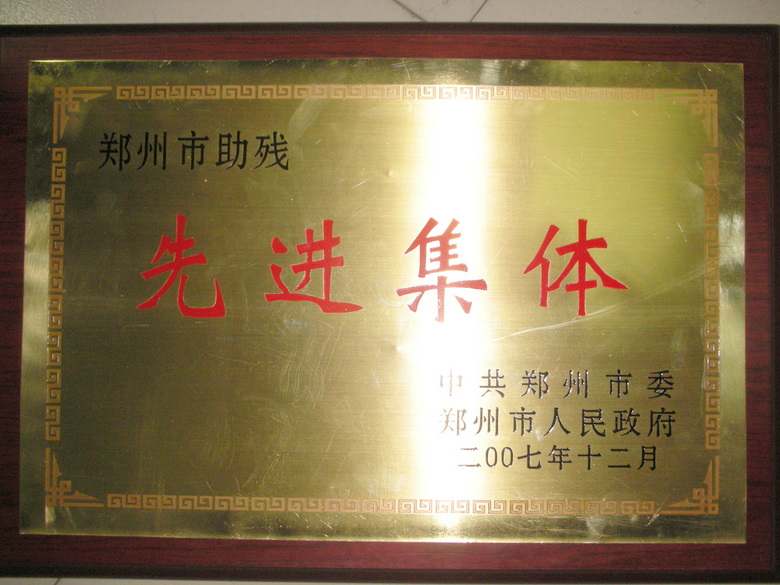 郑州市助残
先进集体
中共郑州市委
郑州市人民政府
二00七年十二月